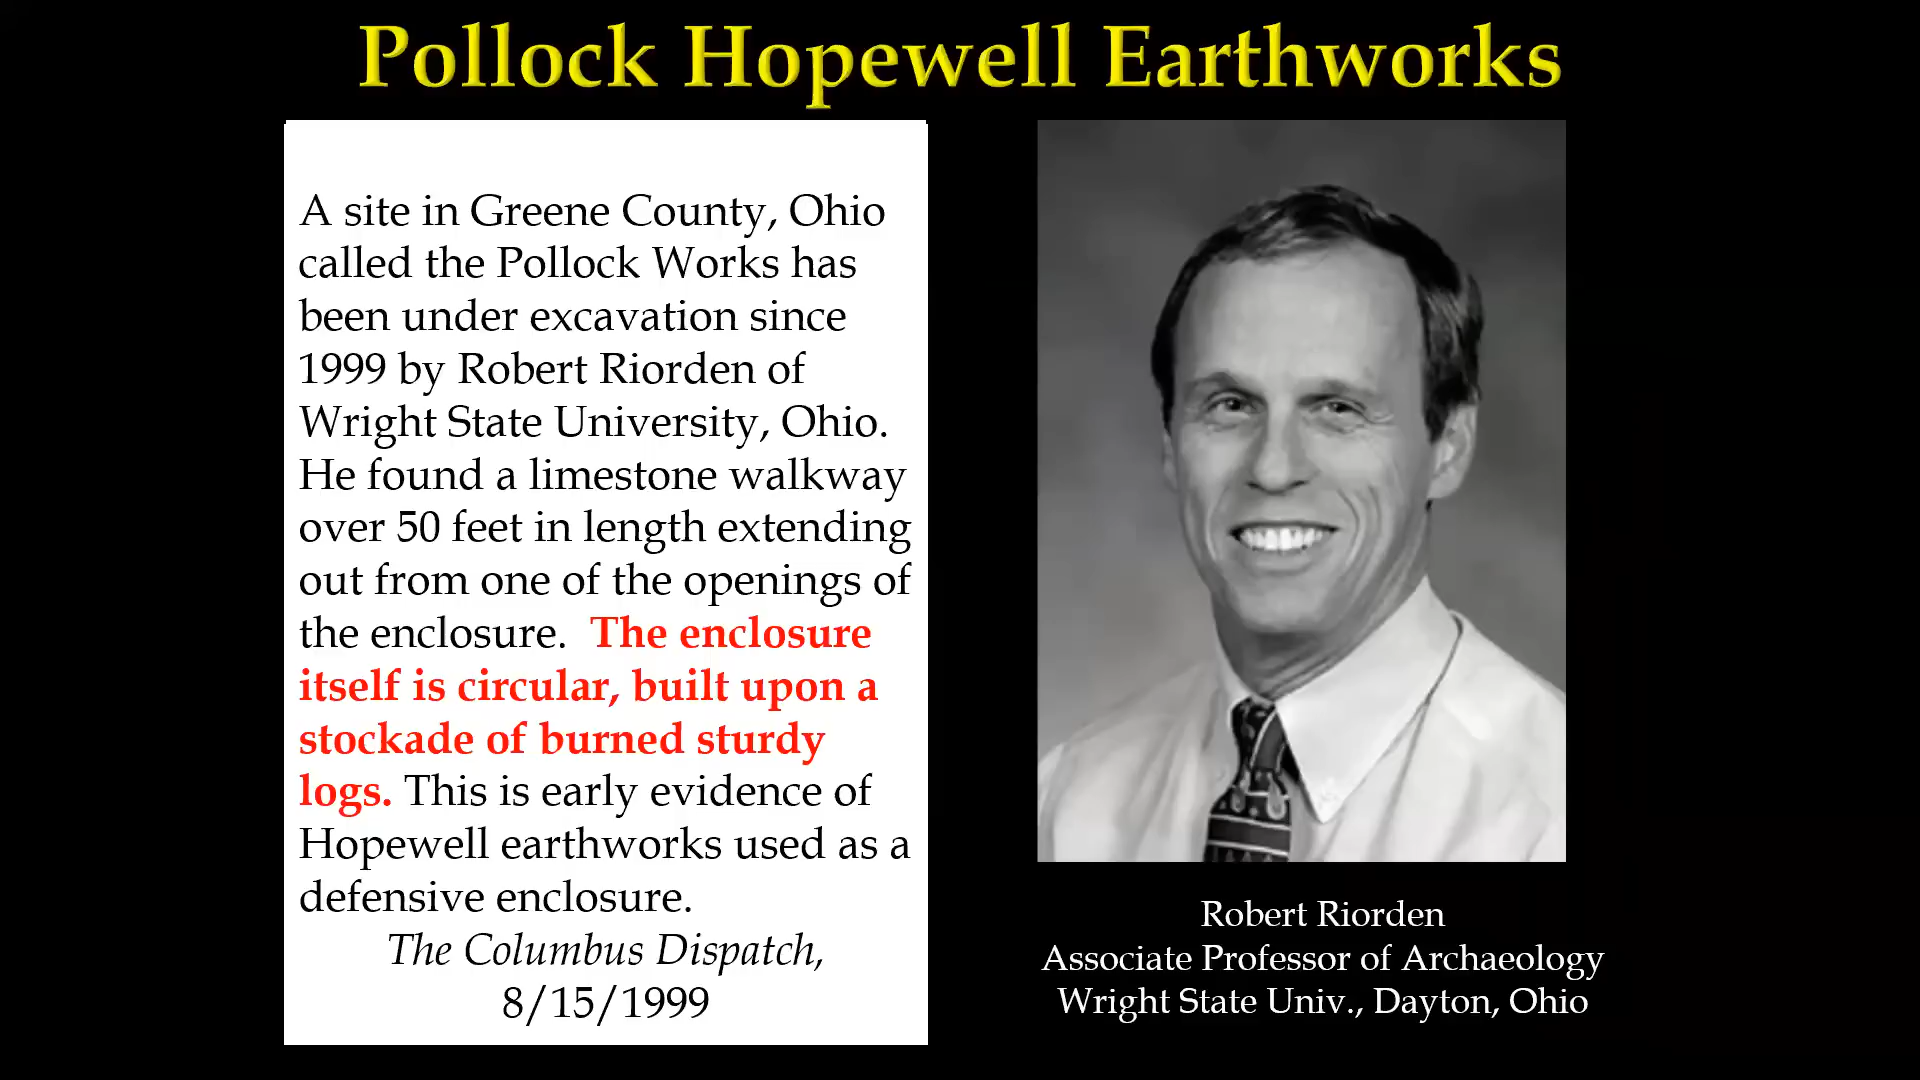 Pollock Hopewell Earthworks
A site in Greene County, Ohio
called the Pollock Works has
been under excavation since
1999 by Robert Riorden of
Wright State University, Ohio.
He found a limestone walkway
over 50 feet in length extending
out from one of the openings of
the enclosure. The enclosure
itself is circular, built upon a
stockade of burned sturdy
logs. This is early evidence of
Hopewell earthworks used as a
defensive enclosure.
The Columbus Dispatch,
8/15/1999
Robert Riorden
Associate Professor of Archaeology
Wright State Univ., Dayton, Ohio